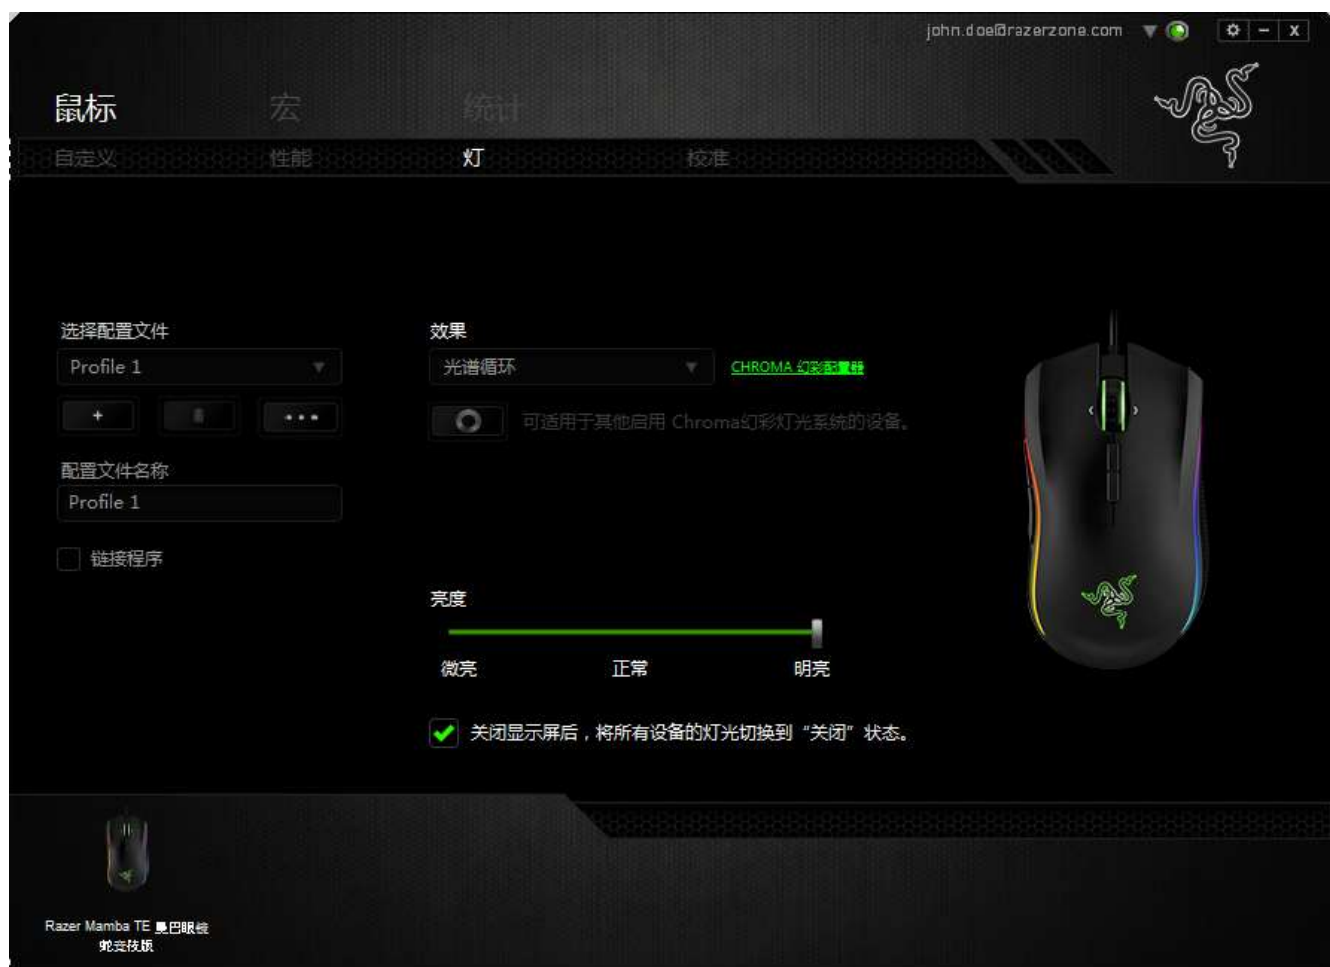 john.doe@razerzone.com
鼠标 宏 统计
自定义 性能 灯 校准
选择配置文件
Profile 1
+
配置文件名称
Profile 1
链接程序
效果
光谱循环
CHROMA 幻彩配置器
可适用于其他启用 Chroma幻彩灯光系统的设备。
亮度
微亮 正常 明亮
关闭显示屏后，将所有设备的灯光切换到“关闭”状态。
Razer Mamba TE 曼巴眼镜
蛇竞技版